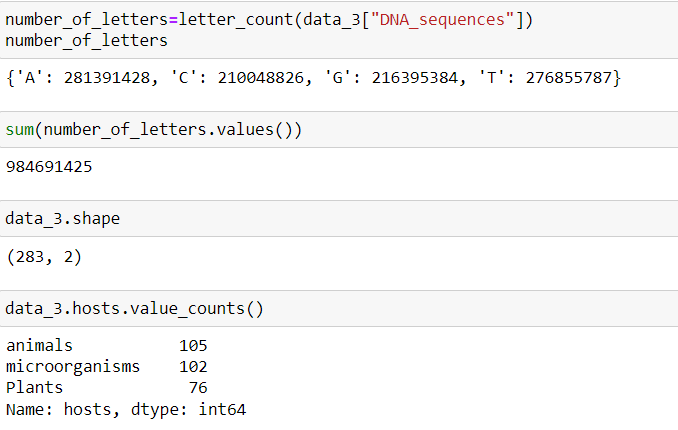 number_of_letters=letter_count(data_3["DNA_sequences"])
number_of_letters
{'A': 281391428, 'C': 210048826, 'G': 216395384, 'T': 276855787}
sum(number_of_letters.values())
984691425
data_3.shape
(283, 2)
data_3.hosts.value_counts()
animals           105
microorganisms    102
Plants             76
Name: hosts, dtype: int64